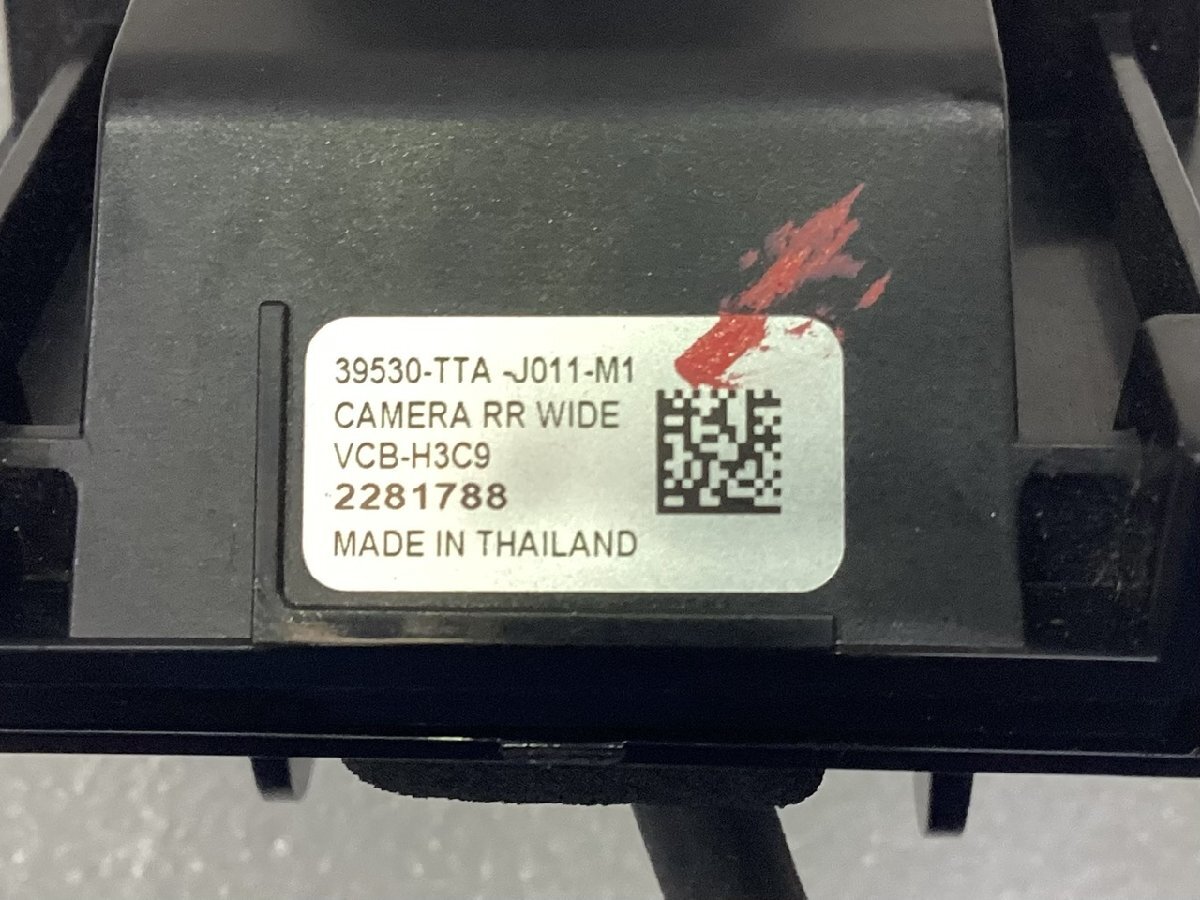 39530-TTA -J011-M1
CAMERA RR WIDE
VCB-H3C9
2281788
MADE IN THAILAND